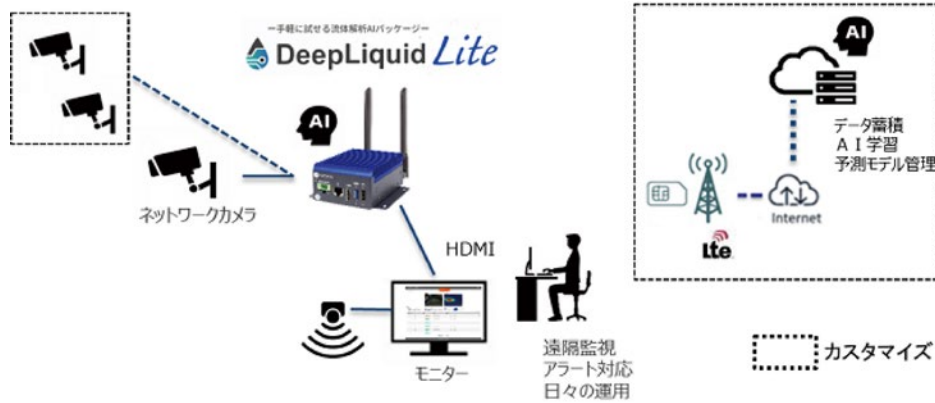 ー手軽に試せる流体解析AIパッケージー
DeepLiquid Lite
AI
ネットワークカメラ
HDMI
モニター
遠隔監視
アラート対応
日々の運用
AI
データ蓄積
AI学習
予測モデル管理
Internet
lte
カスタマイズ